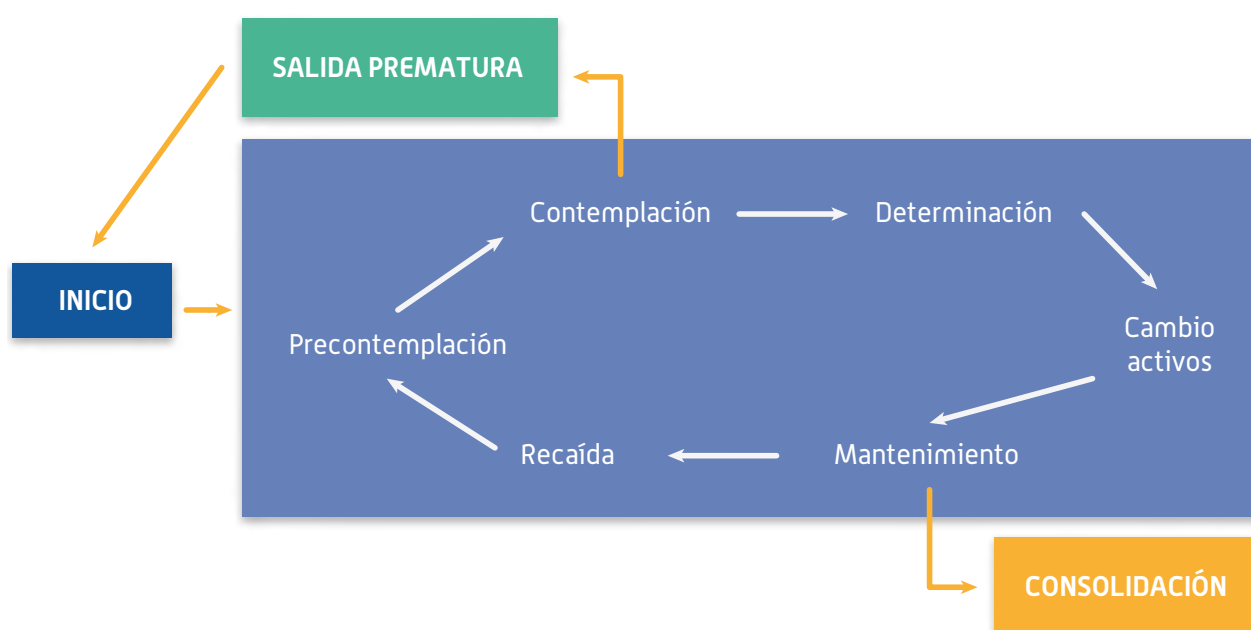 SALIDA PREMATURA
Contemplación
Determinación
INICIO
Precontemplación
Cambio
activos
Recaída
Mantenimiento
CONSOLIDACIÓN